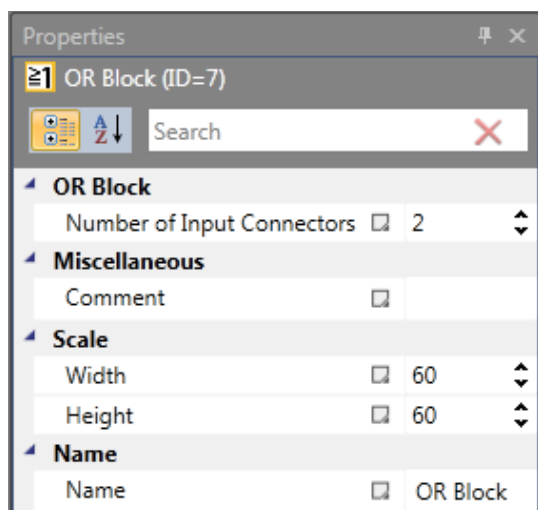 Properties
≧1 OR Block (ID=7)
A Z Search
OR Block
Number of Input Connectors 2
Miscellaneous
Comment
Scale
Width 60
Height 60
Name
Name OR Block